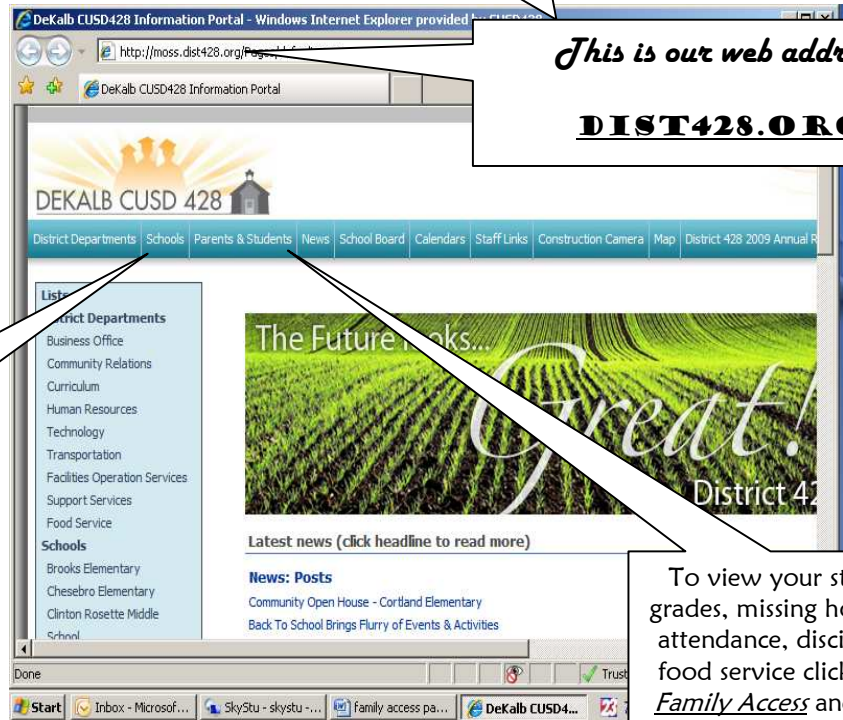 DeKalb CUSD428 Information Portal - Windows Internet Explorer provided by CUSD428
http://moss.dist428.org/Pages/default
DeKalb CUSD428 Information Portal
This is our web
DIST428.ORG
DEKALB CUSD 428
District Departments Schools Parents & Students News School Board Calendars Staff Links Construction Camera Map District 428 2009 Annual
Lists
District Departments
Business Office
Community Relations
Curriculum
Human Resources
Technology
Transportation
Facilities Operation Services
Support Services
Food Service
Schools
Brooks Elementary
Chesebro Elementary
Clinton Rosette Middle
School
The Future looks...
Great!
District 42
Latest news (click headline to read more)
News: Posts
Community Open House - Cortland Elementary
Back To School Brings Flurry of Events & Activities
To view your
grades, missing
attendance,
food service click
Family Access and
Done
Trust
Start Inbox - Microsof... SkyStu - skystu -... family access pa... DeKalb CUSD4...